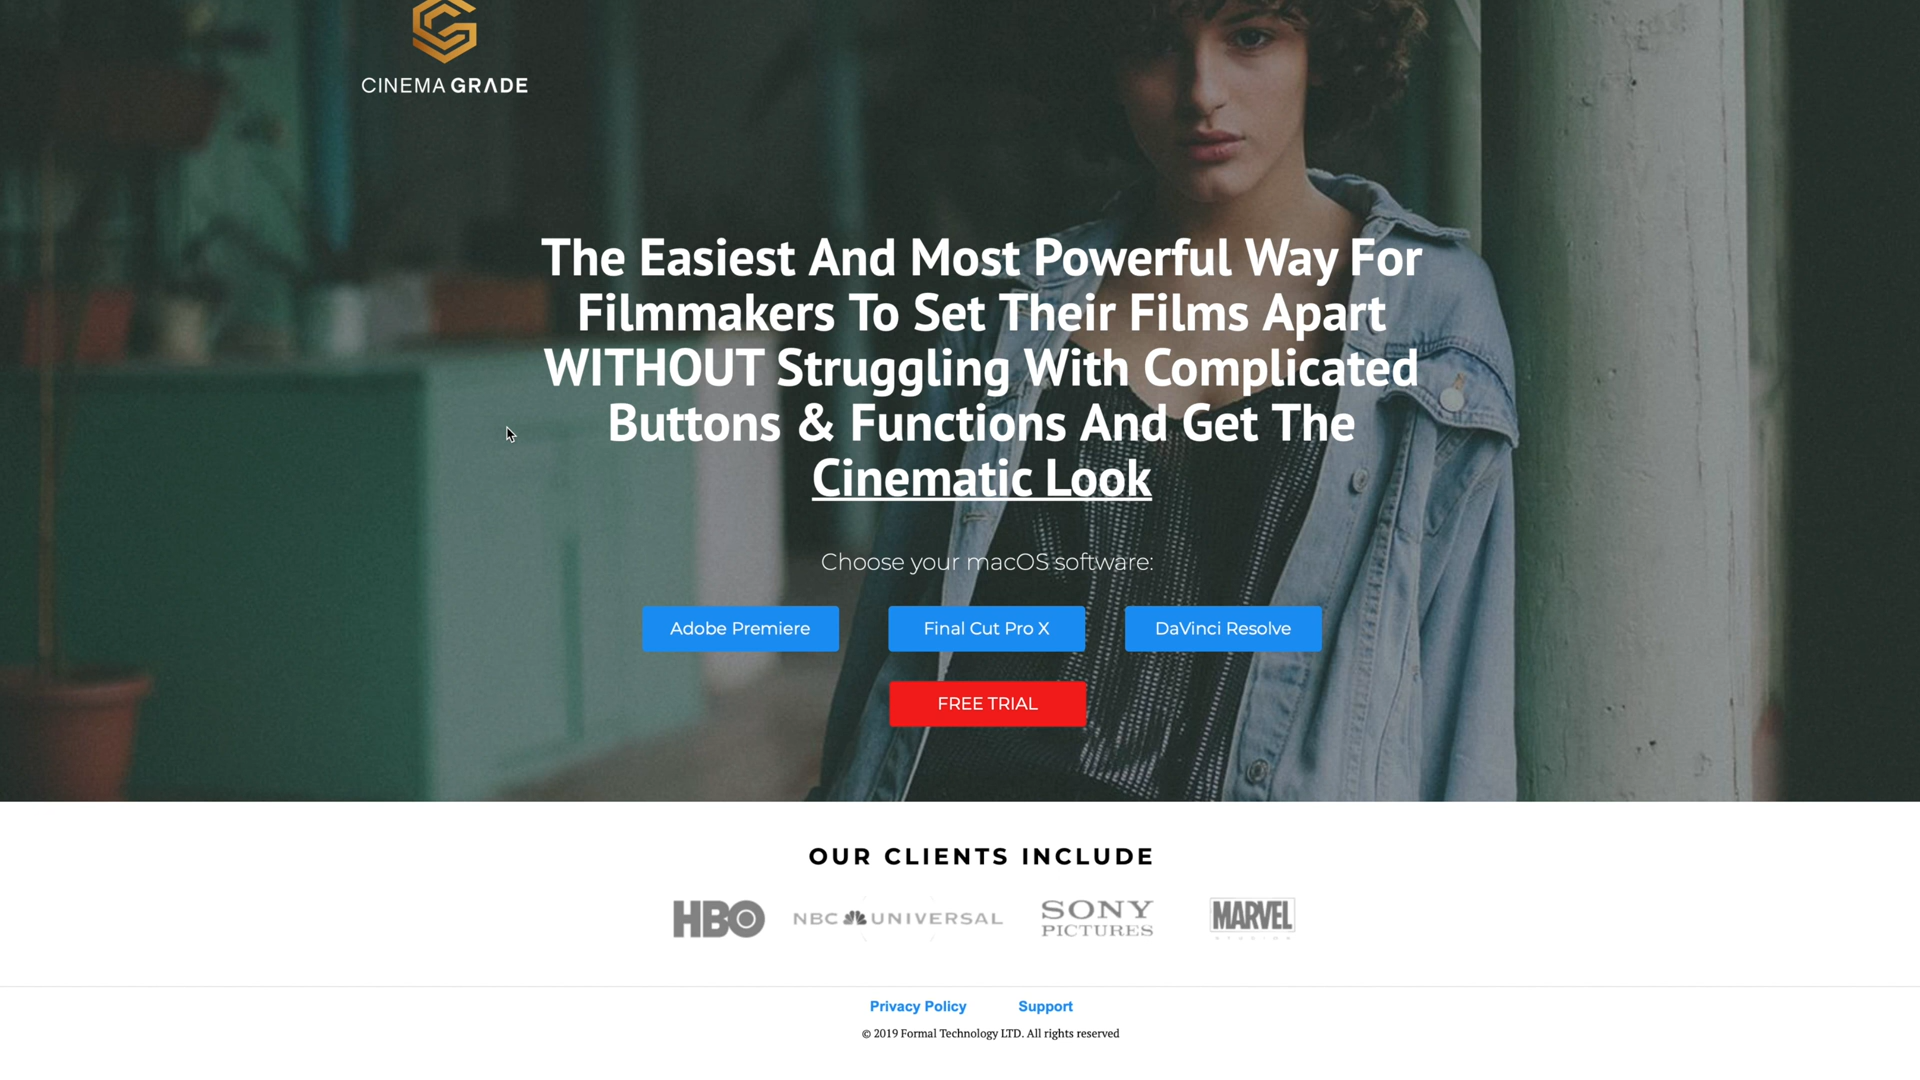 CINEMA GRADE
The Easiest And Most Powerful Way For
Filmmakers To Set Their Films Apart
WITHOUT Struggling With Complicated
Buttons & Functions And Get The
Cinematic Look
Choose your macOS software:
Adobe Premiere Final Cut Pro X DaVinci Resolve
FREE TRIAL
OUR CLIENTS INCLUDE
HBO NBC UNIVERSAL SONY PICTURES MARVEL
Privacy Policy Support
© 2019 Formal Technology LTD. All rights reserved